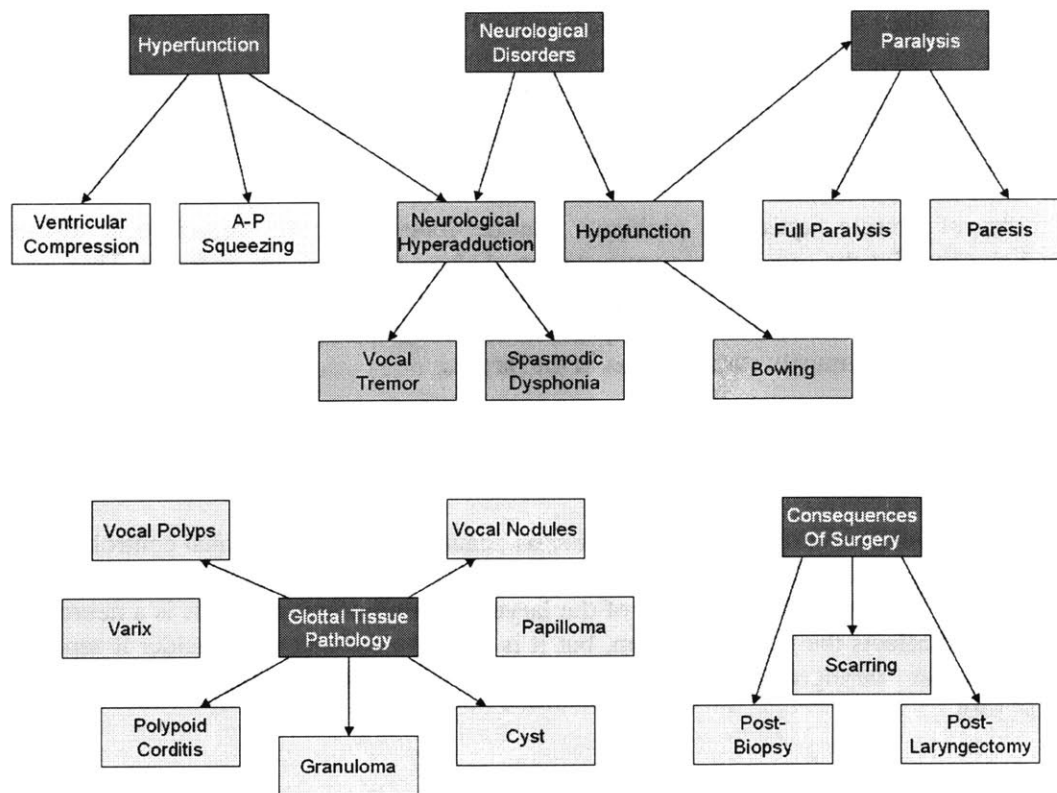 Hyperfunction
Neurological
Disorders
Paralysis
Ventricular
Compression
A-P
Squeezing
Neurological
Hyperadduction
Hypofunction
Full Paralysis
Paresis
Vocal
Tremor
Spasmodic
Dysphonia
Bowing
Vocal Polyps
Vocal Nodules
Varix
Glottal Tissue
Pathology
Papilloma
Polypoid
Corditis
Granuloma
Cyst
Consequences
Of Surgery
Scarring
Post-
Biopsy
Post-
Laryngectomy